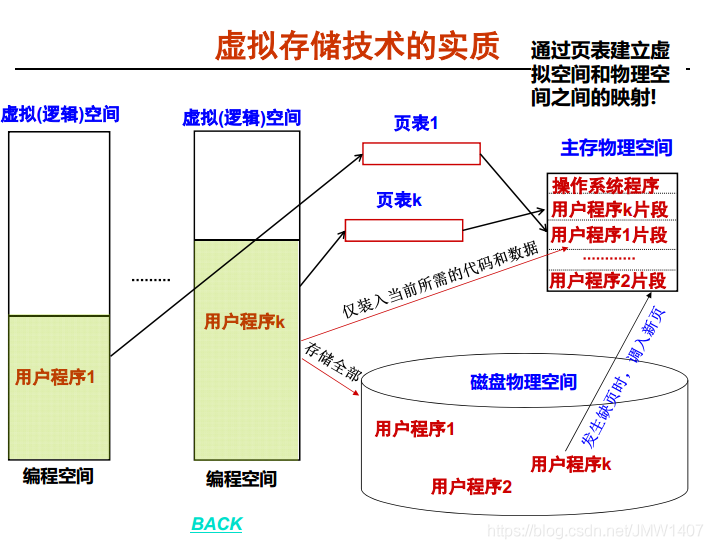 虚拟存储技术的实质
通过页表建立虚
拟空间和物理空
间之间的映射!
虚拟(逻辑)空间
虚拟(逻辑)空间
页表1
页表k
主存物理空间
操作系统程序
用户程序k片段
用户程序1片段
…………
用户程序2片段
………
用户程序1
用户程序k
仅装入当前所需的代码和数据
存储全部
发生缺页时，调入新页
磁盘物理空间
用户程序1
用户程序k
用户程序2
编程空间
编程空间
BACK
https://blog.csdn.net/JMW1407